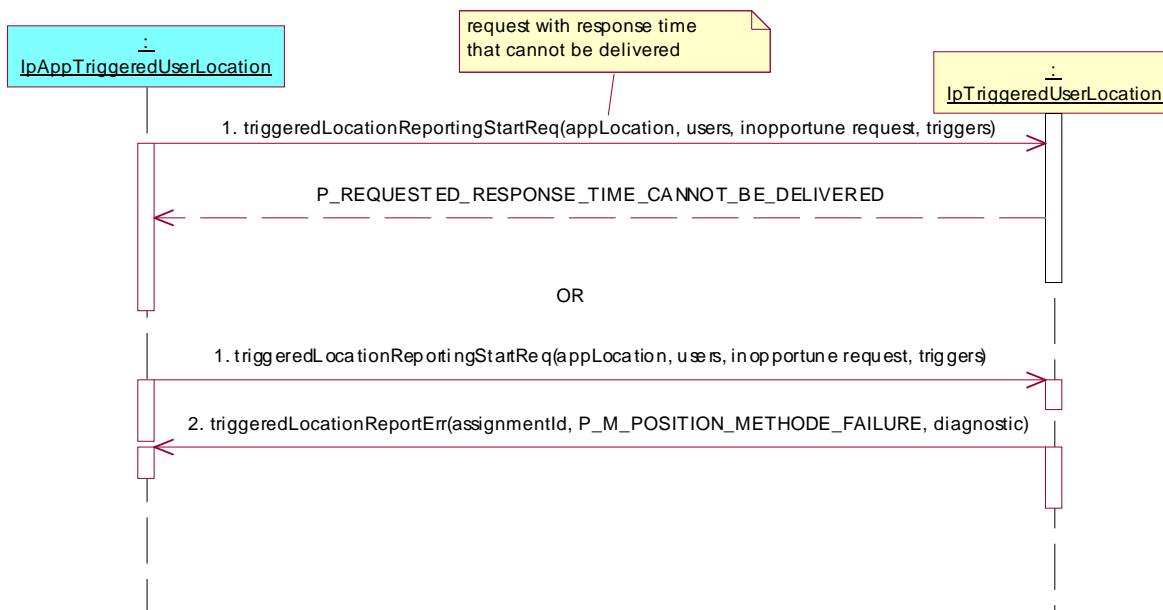 request with response time
that cannot be delivered
:
IpAppTriggeredUserLocation
:
IpTriggeredUserLocation
1. triggeredLocationReportingStartReq(appLocation, users, inopportune request, triggers)
P_REQUESTED_RESPONSE_TIME_CANNOT_BE_DELIVERED
OR
1. triggeredLocationReportingStartReq(appLocation, users, inopportune request, triggers)
2. triggeredLocationReportErr(assignmentId, P_M_POSITION_METHODE_FAILURE, diagnostic)